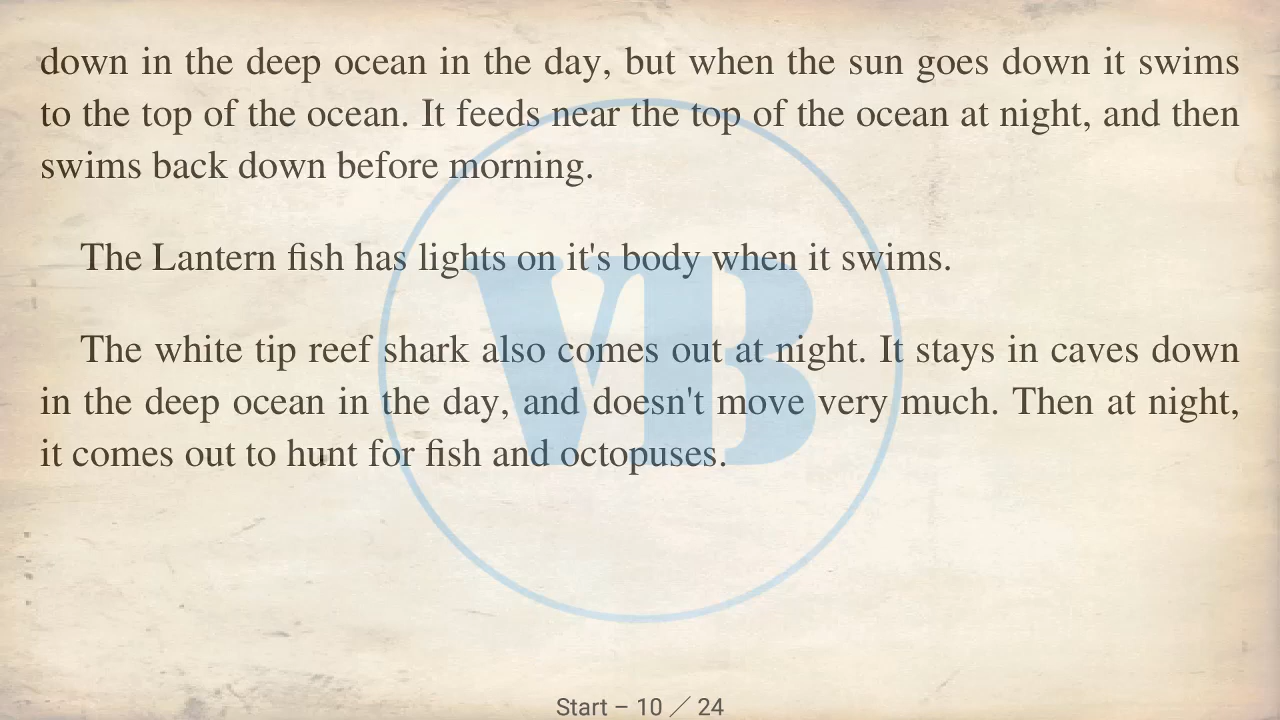 down in the deep ocean in the day, but when the sun goes down it swims
to the top of the ocean. It feeds near the top of the ocean at night, and then
swims back down before morning.
The Lantern fish has lights on it's body when it swims.
The white tip reef shark also comes out at night. It stays in caves down
in the deep ocean in the day, and doesn't move very much. Then at night,
it comes out to hunt for fish and octopuses.
VB
Start – 10 ／ 24